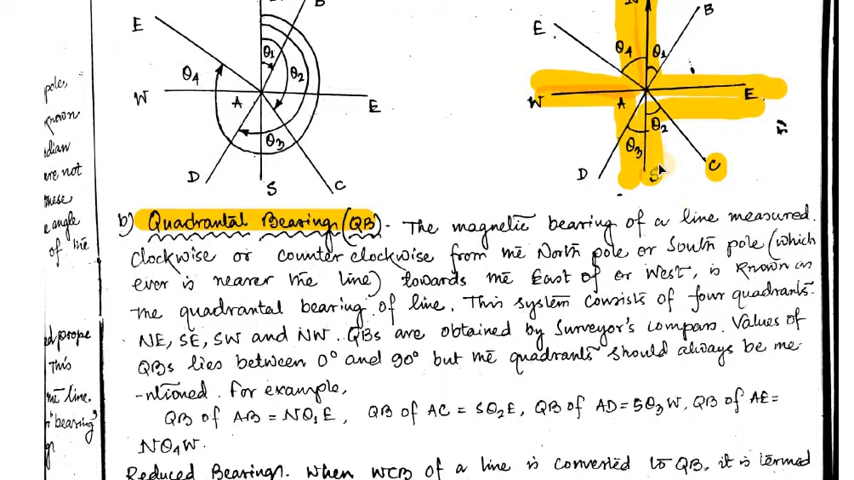 N
B
E
θ1
θ4
θ2
W
A
E
θ3
D
S
C
N
B
E
θ4
θ1
W
A
E
θ2
θ3
D
S
C
poles
known
dian
are not
these
e angle
of the
ed prope
This
the line.
"bearing"
b) Quadrantal Bearing (QB) - The magnetic bearing of a line measured
clockwise or counter clockwise from the North pole or South pole (which
ever is nearer the line) towards the East of or West, is known as
the quadrantal bearing of line. This system consists of four quadrants.
NE, SE, SW and NW. QBs are obtained by Surveyor's compass. Values of
QBs lies between 0° and 90° but the quadrants should always be me
-ntioned. For example,
QB of AB = Nθ1E, QB of AC = Sθ2E, QB of AD = Sθ3W, QB of AE =
Nθ4W.
Reduced Bearing. When WCB of a line is converted to QB, it is termed